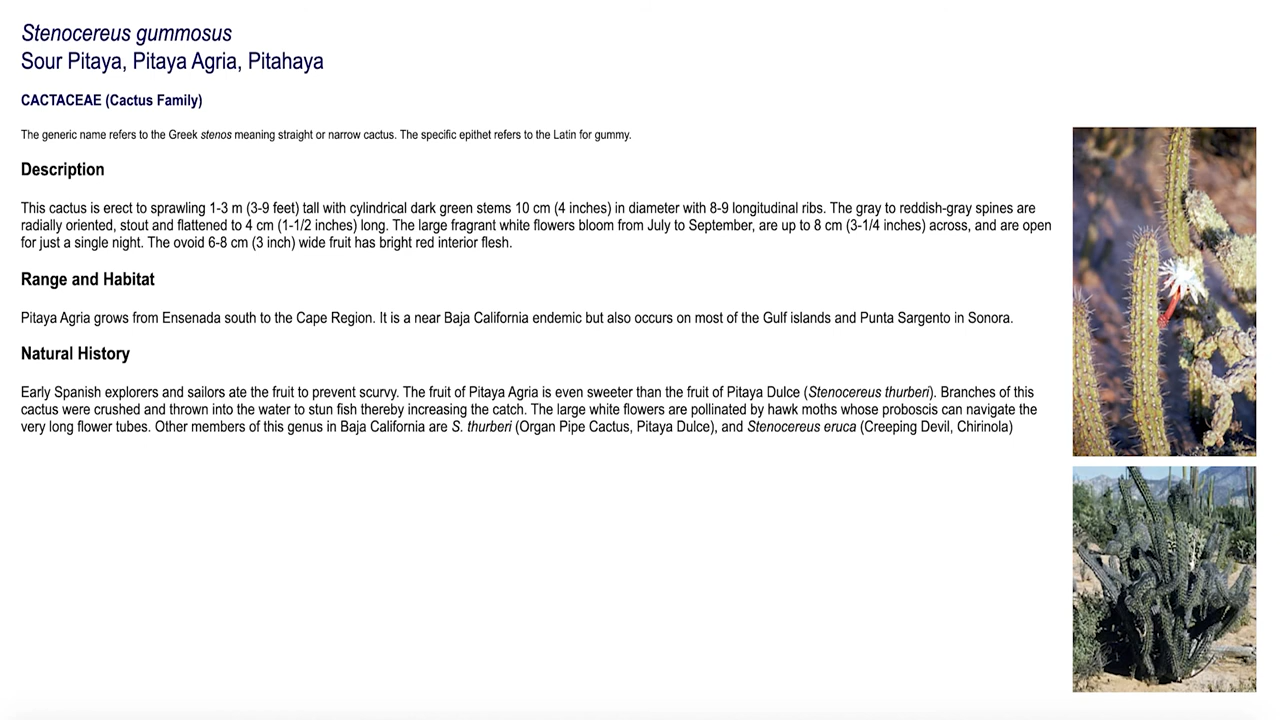 Stenocereus gummosus
Sour Pitaya, Pitaya Agria, Pitahaya
CACTACEAE (Cactus Family)
The generic name refers to the Greek stenos meaning straight or narrow cactus. The specific epithet refers to the Latin for gummy.
Description
This cactus is erect to sprawling 1-3 m (3-9 feet) tall with cylindrical dark green stems 10 cm (4 inches) in diameter with 8-9 longitudinal ribs. The gray to reddish-gray spines are
radially oriented, stout and flattened to 4 cm (1-1/2 inches) long. The large fragrant white flowers bloom from July to September, are up to 8 cm (3-1/4 inches) across, and are open
for just a single night. The ovoid 6-8 cm (3 inch) wide fruit has bright red interior flesh.
Range and Habitat
Pitaya Agria grows from Ensenada south to the Cape Region. It is a near Baja California endemic but also occurs on most of the Gulf islands and Punta Sargento in Sonora.
Natural History
Early Spanish explorers and sailors ate the fruit to prevent scurvy. The fruit of Pitaya Agria is even sweeter than the fruit of Pitaya Dulce (Stenocereus thurberi). Branches of this
cactus were crushed and thrown into the water to stun fish thereby increasing the catch. The large white flowers are pollinated by hawk moths whose proboscis can navigate the
very long flower tubes. Other members of this genus in Baja California are S. thurberi (Organ Pipe Cactus, Pitaya Dulce), and Stenocereus eruca (Creeping Devil, Chirinola)